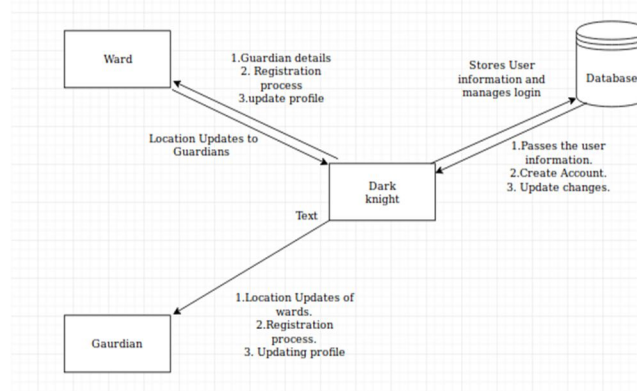 Ward
1.Guardian details
2. Registration
process
3.update profile
Stores User
information and
manages login
Database
Location Updates to
Guardians
1.Passes the user
information.
2.Create Account.
3. Update changes.
Dark
knight
Text
1.Location Updates of
wards.
2.Registration
process.
3. Updating profile
Gaurdian